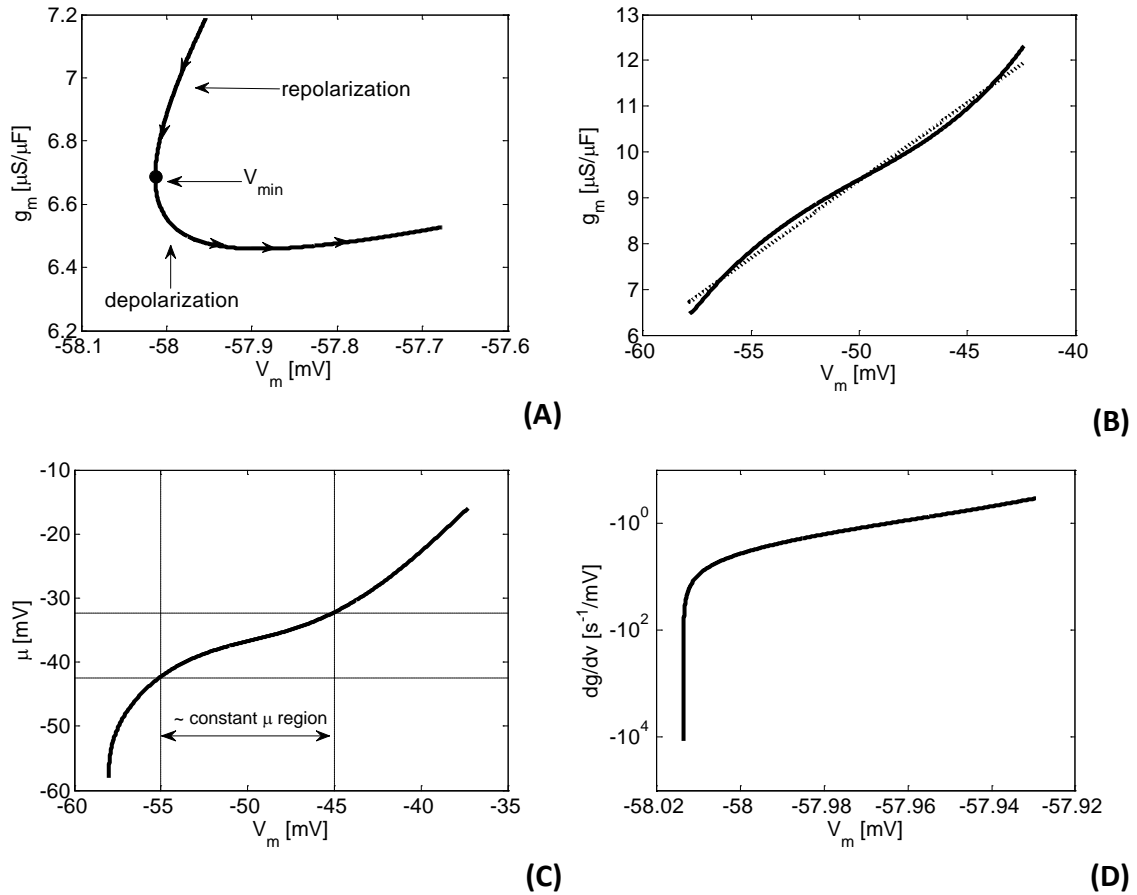 7.2
7
6.8
6.6
6.4
6.2
g_m [μS/μF]
repolarization
V_min
depolarization
-58.1
-58
-57.9
-57.8
-57.7
-57.6
V_m [mV]
(A)
13
12
11
10
9
8
7
6
g_m [μS/μF]
-60
-55
-50
-45
-40
V_m [mV]
(B)
-10
-20
-30
-40
-50
-60
μ [mV]
~ constant μ region
-60
-55
-50
-45
-40
-35
V_m [mV]
(C)
-10^0
-10^2
-10^4
dg/dv [s^-1/mV]
-58.02
-58
-57.98
-57.96
-57.94
-57.92
V_m [mV]
(D)